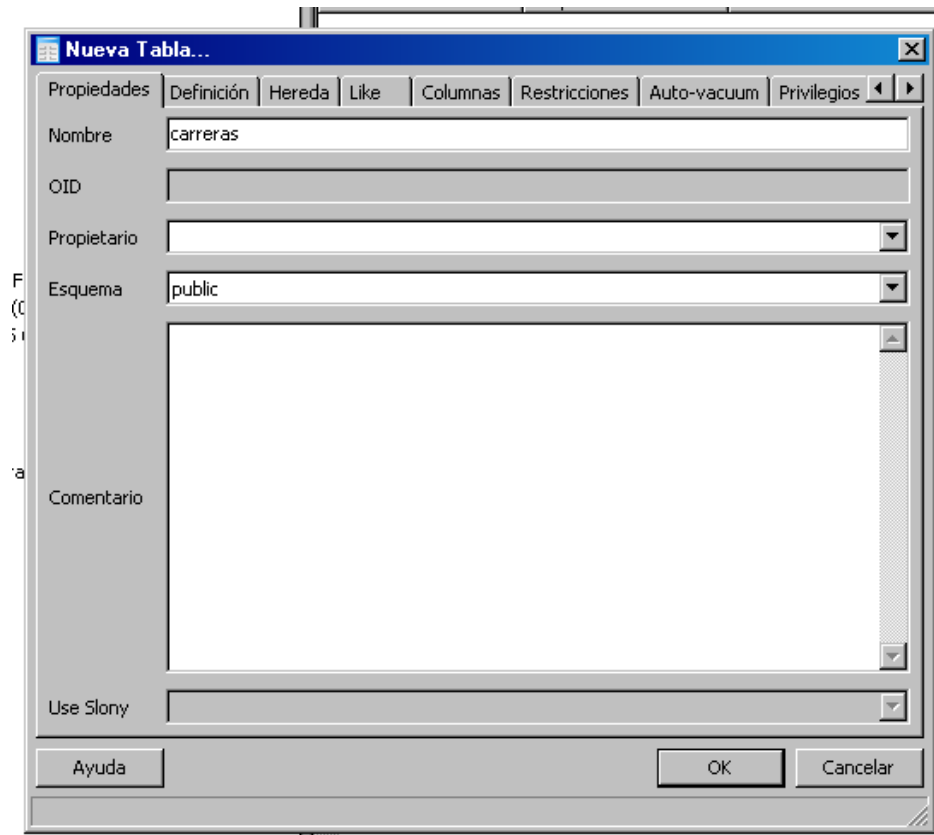 Nueva Tabla...
Propiedades Definición Hereda Like Columnas Restricciones Auto-vacuum Privilegios
Nombre carreras
OID
Propietario
Esquema public
Comentario
Use Slony
Ayuda OK Cancelar